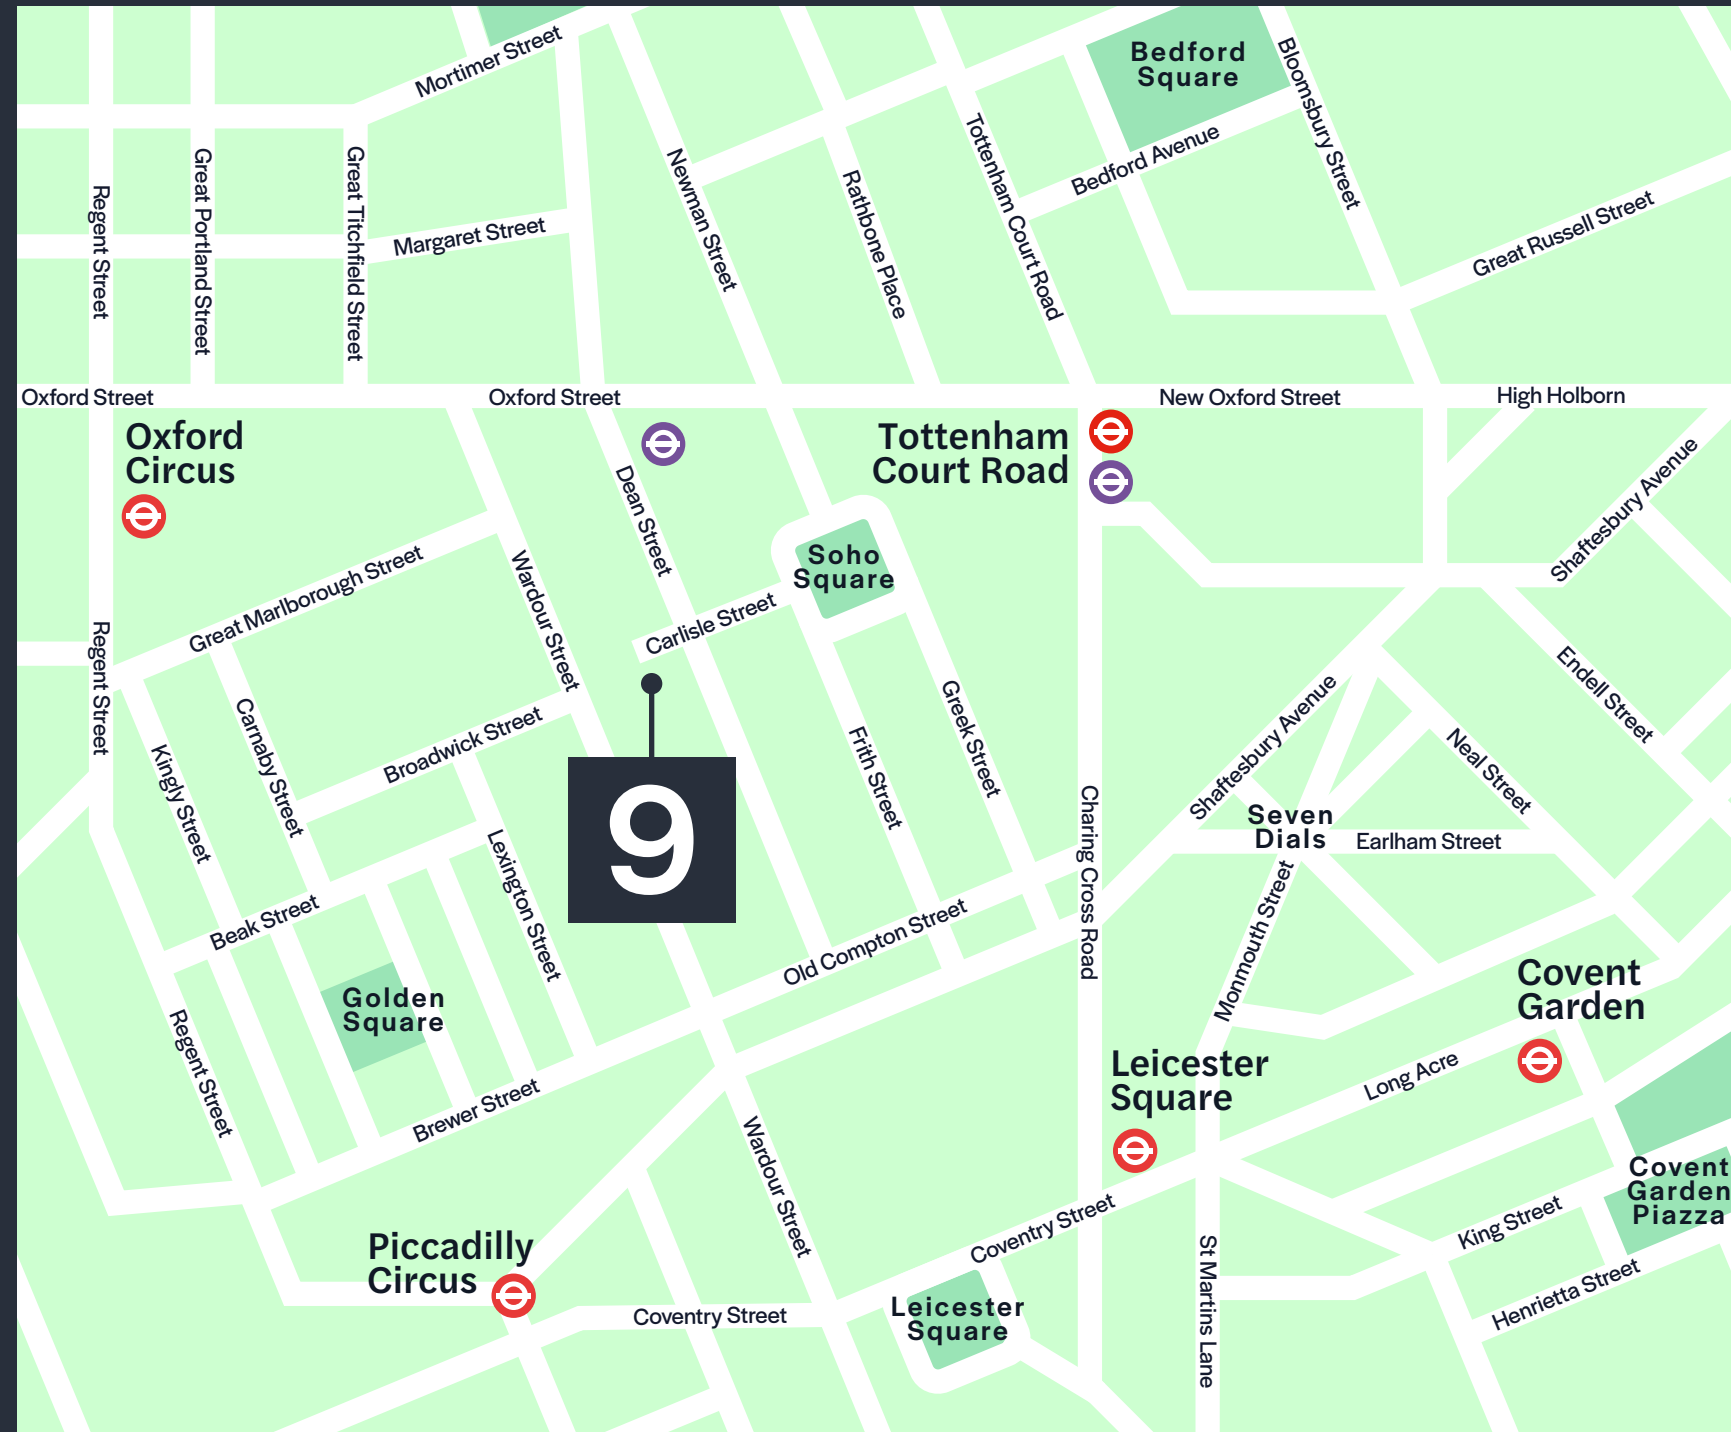 Mortimer Street
Bedford
Square
Bloomsbury Street
Tottenham Court Road
Bedford Avenue
Newman Street
Rathbone Place
Great Portland Street
Great Titchfield Street
Regent Street
Margaret Street
Great Russell Street
Oxford Street
Oxford Street
New Oxford Street
High Holborn
Oxford
Circus
Tottenham
Court Road
Dean Street
Shaftesbury Avenue
Soho
Square
Great Marlborough Street
Wardour Street
Carlisle Street
Regent Street
Endell Street
Carnaby Street
Kingly Street
Broadwick Street
Greek Street
Frith Street
Shaftesbury Avenue
Neal Street
9
Charing Cross Road
Seven
Dials
Earlham Street
Lexington Street
Beak Street
Old Compton Street
Monmouth Street
Golden
Square
Covent
Garden
Regent Street
Leicester
Square
Long Acre
Brewer Street
Wardour Street
Covent
Garden
Piazza
Coventry Street
King Street
Piccadilly
Circus
St Martins Lane
Henrietta Street
Coventry Street
Leicester
Square